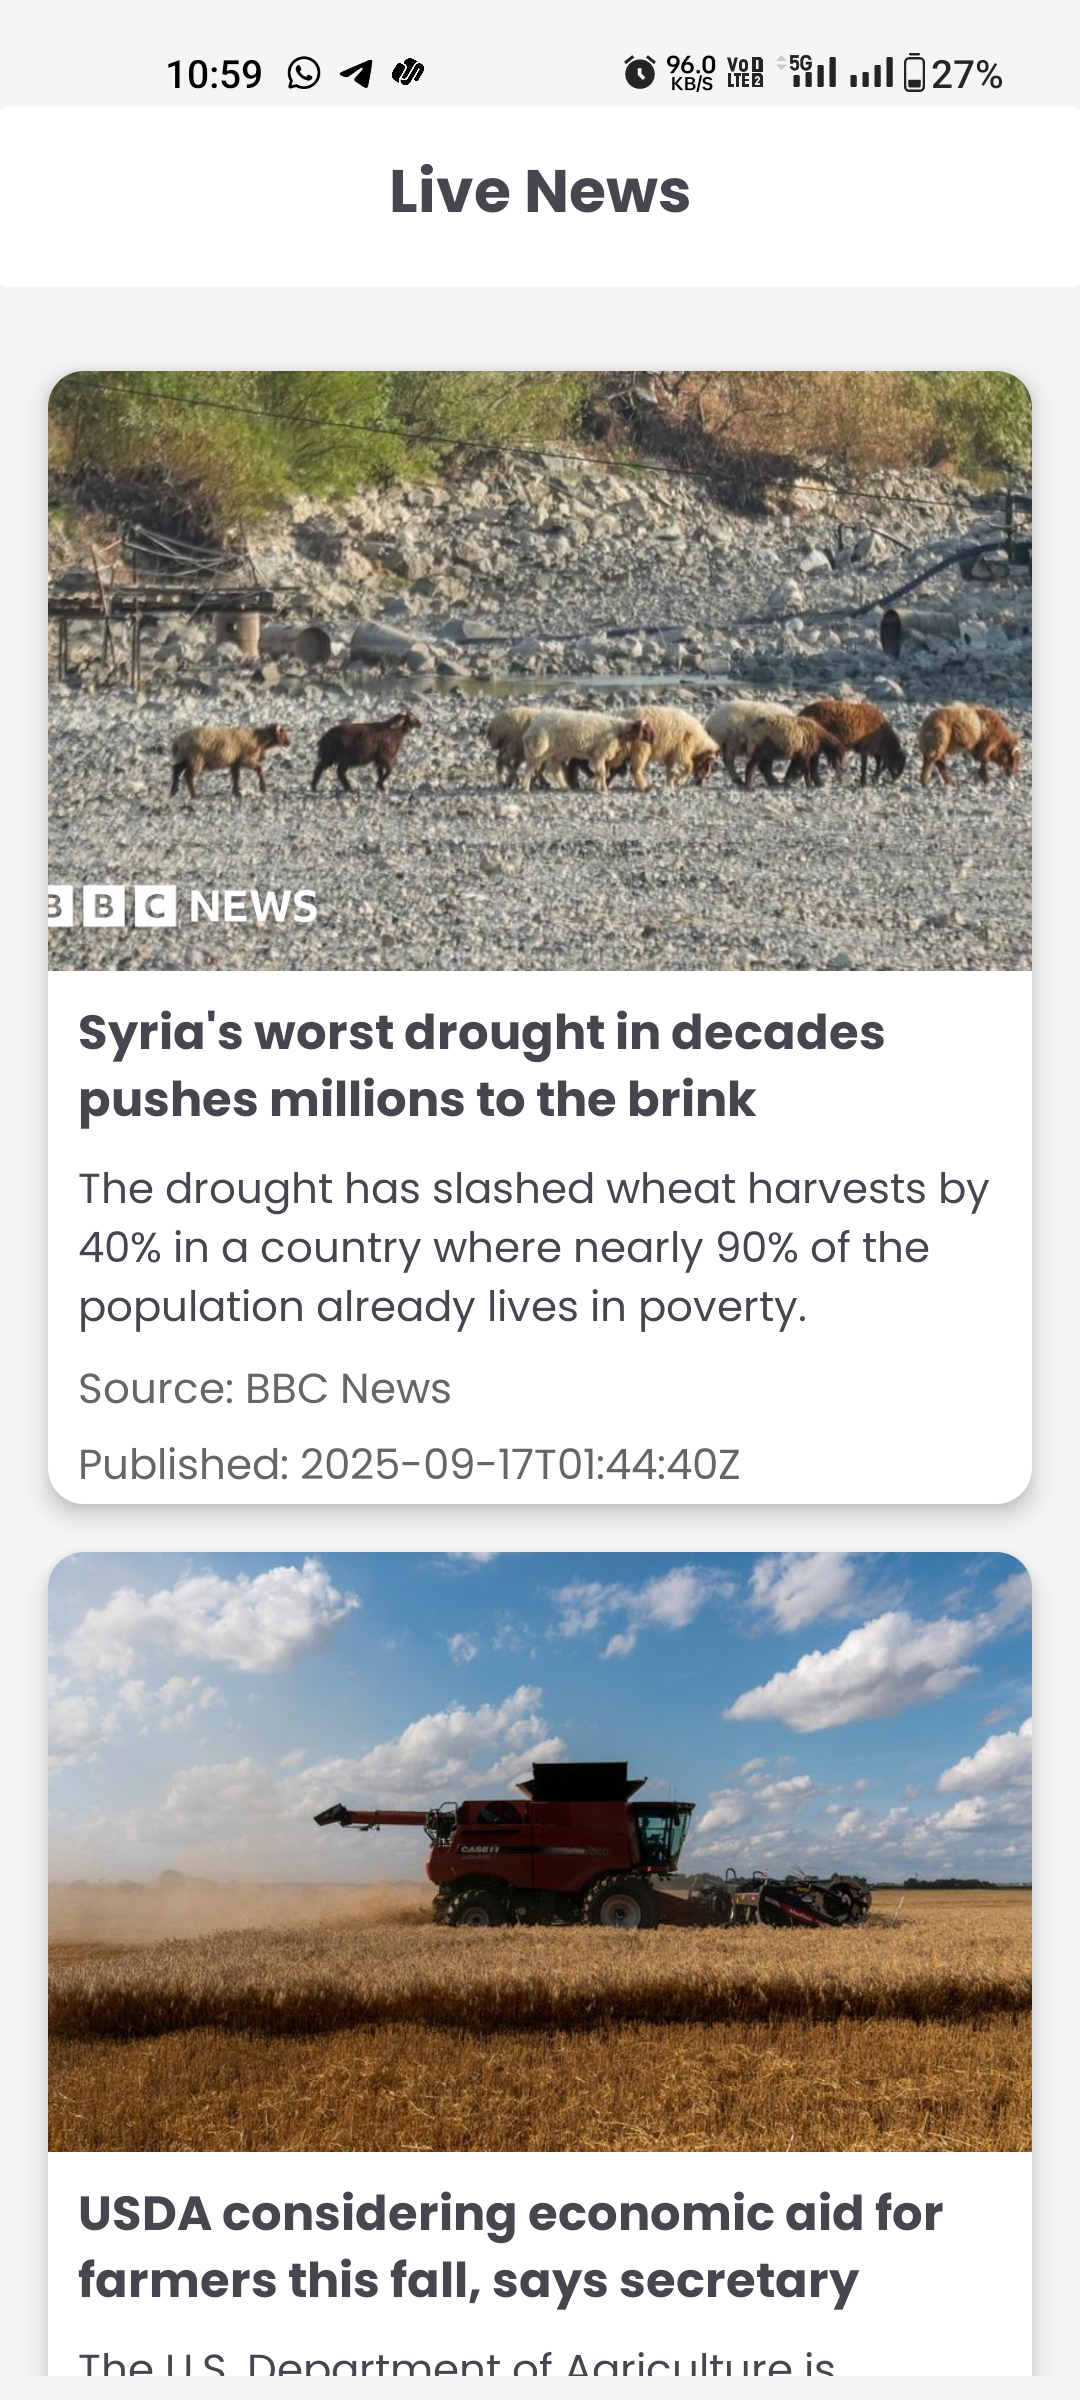 10:59
96.0
KB/S
Vo 1
LTE 2
5G
27%
Live News
B B C NEWS
Syria's worst drought in decades
pushes millions to the brink
The drought has slashed wheat harvests by
40% in a country where nearly 90% of the
population already lives in poverty.
Source: BBC News
Published: 2025-09-17T01:44:40Z
CASE IH
USDA considering economic aid for
farmers this fall, says secretary
The U.S. Department of Agriculture is